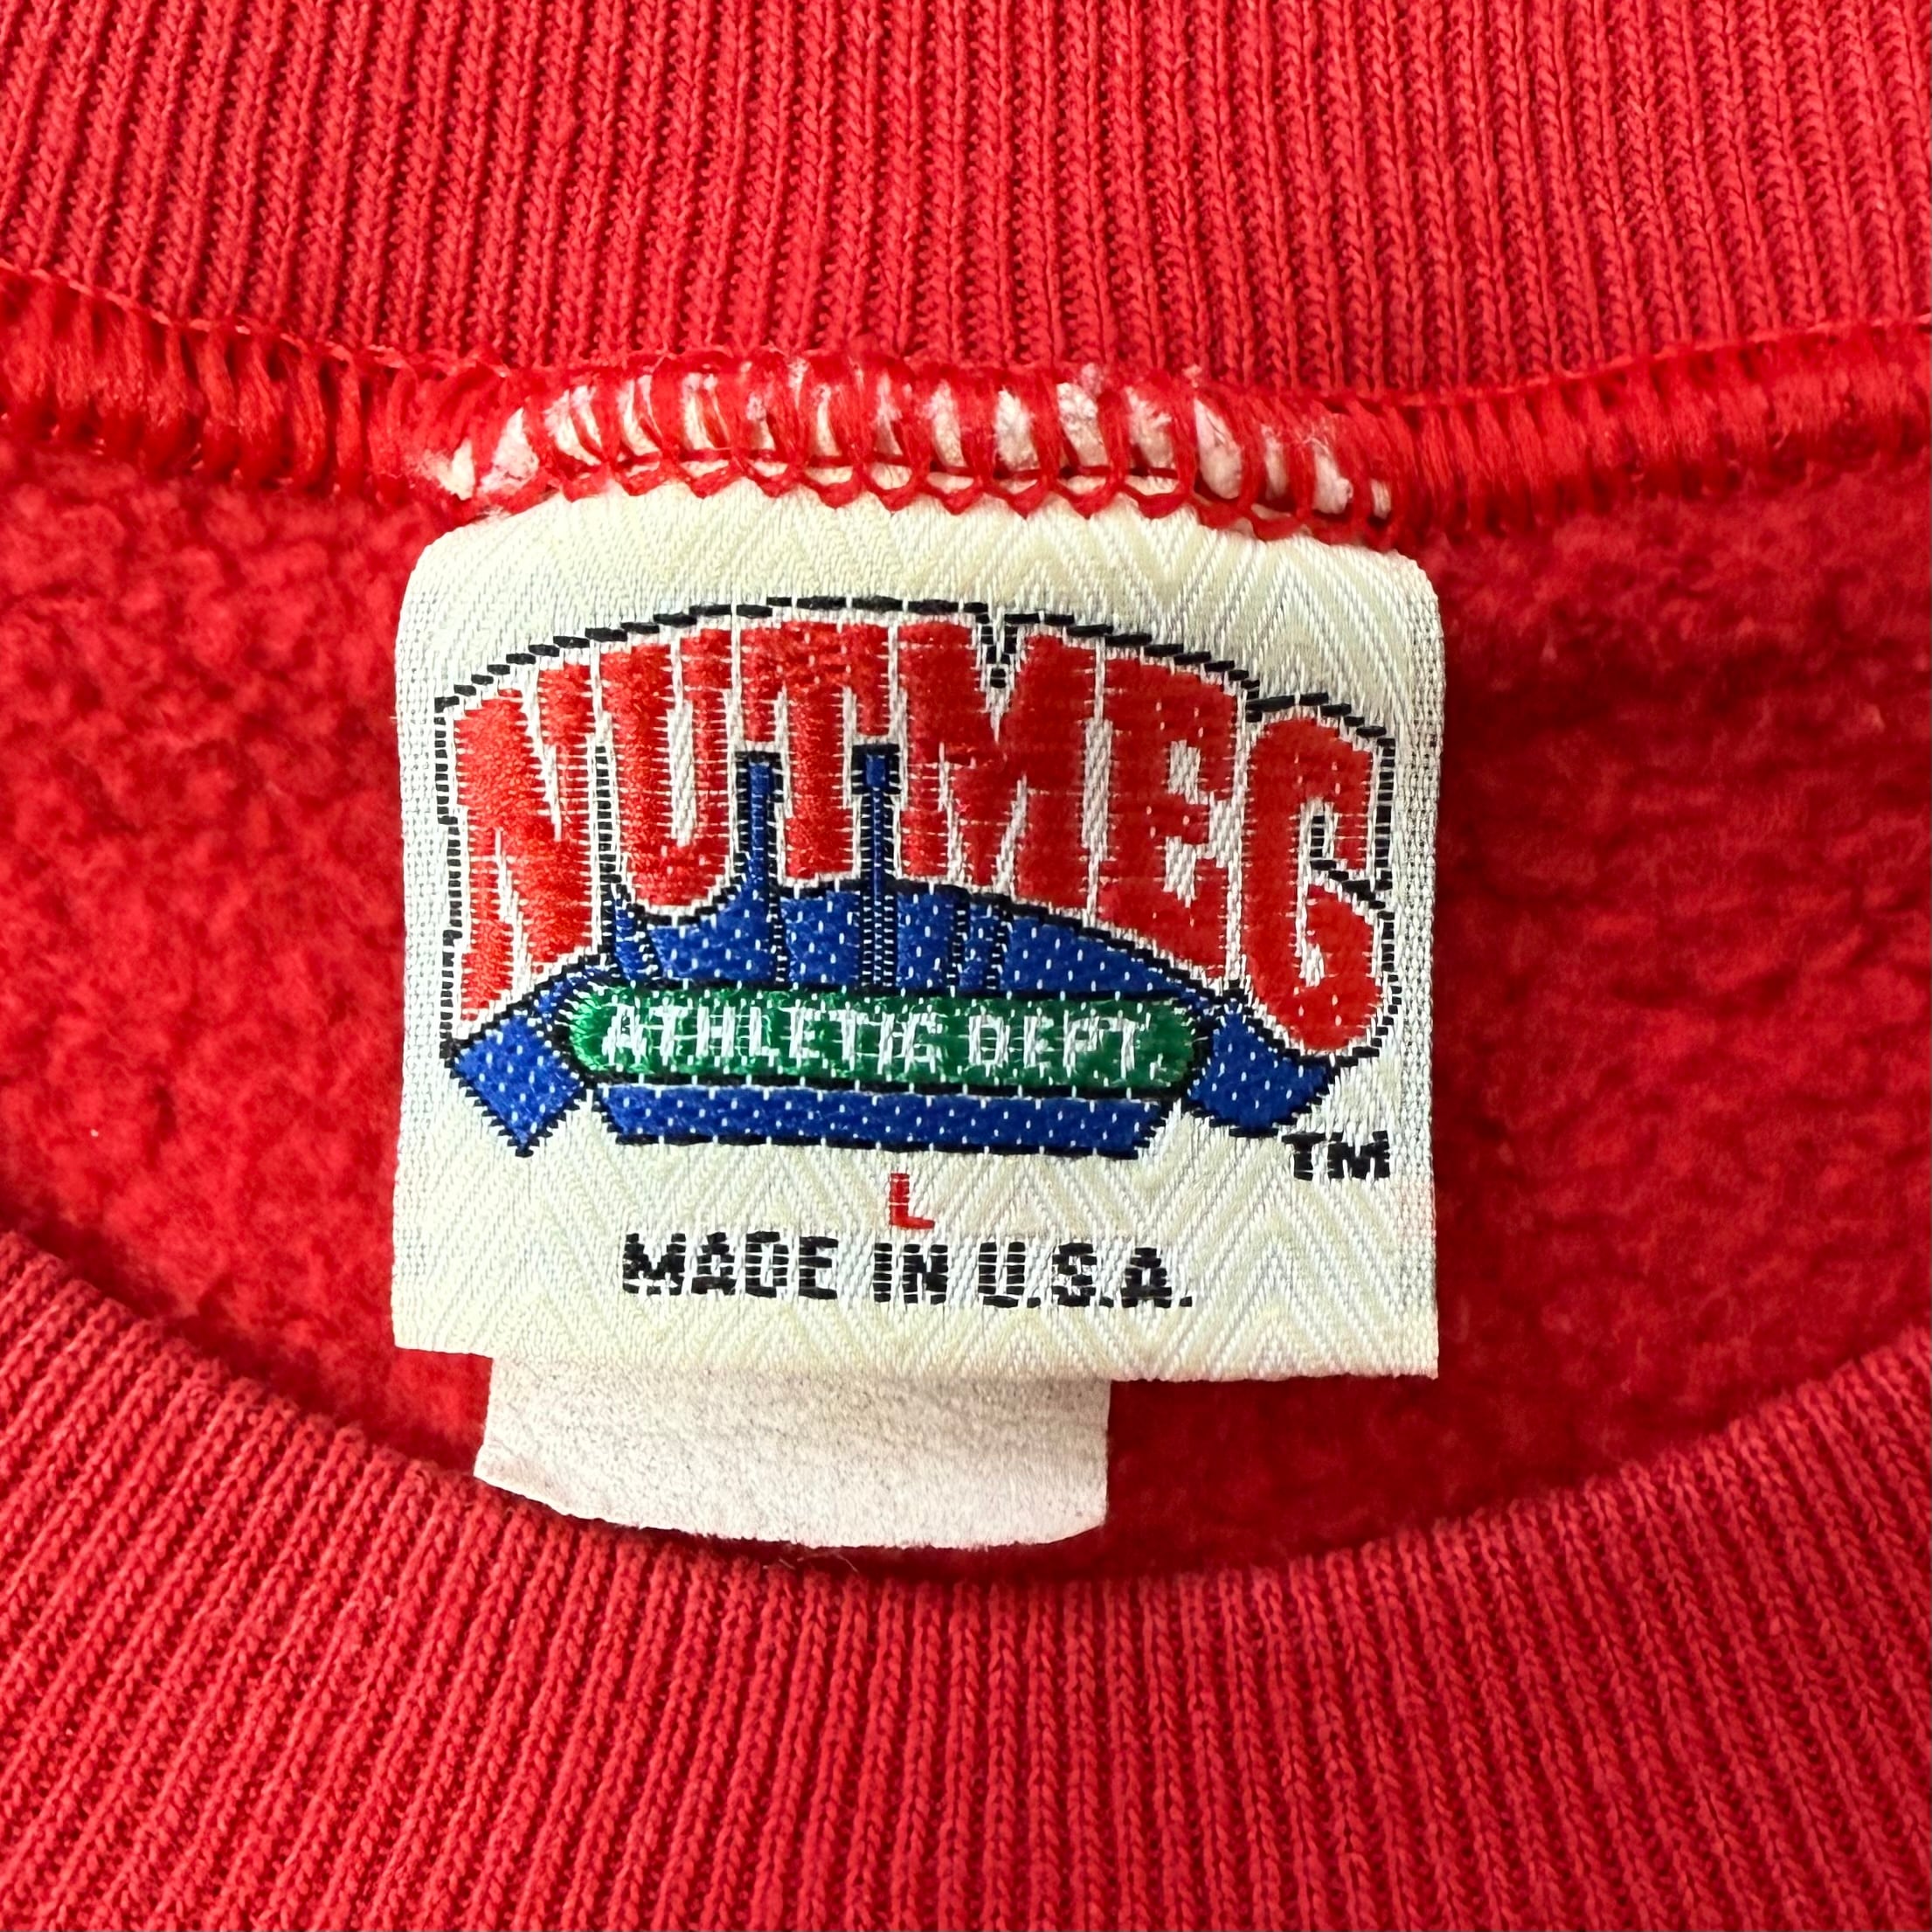 NUTMEG
ATHLETIC DEPT.
TM
L
MADE IN U.S.A.